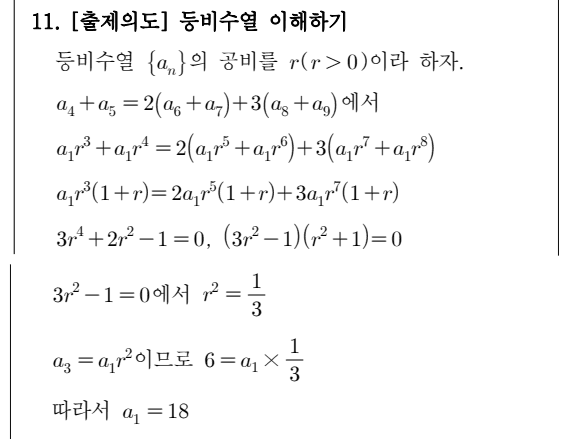 11. [출제의도] 등비수열 이해하기
등비수열 {aₙ}의 공비를 r(r>0)이라 하자.
a₄+a₅=2(a₆+a₇)+3(a₈+a₉)에서
a₁r³+a₁r⁴=2(a₁r⁵+a₁r⁶)+3(a₁r⁷+a₁r⁸)
a₁r³(1+r)=2a₁r⁵(1+r)+3a₁r⁷(1+r)
3r⁴+2r²-1=0, (3r²-1)(r²+1)=0
3r²-1=0에서 r²=1/3
a₃=a₁r²이므로 6=a₁×1/3
따라서 a₁=18